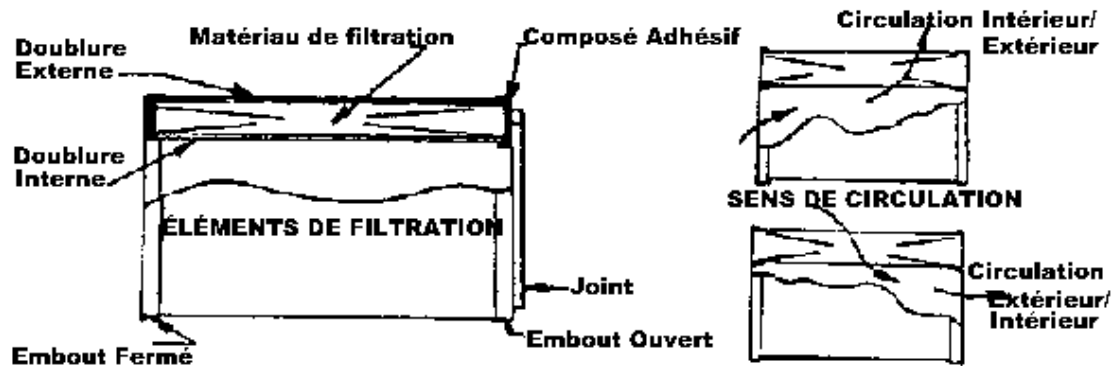 Doublure
Externe
Matériau de filtration
Composé Adhésif
Doublure
Interne
ÉLÉMENTS DE FILTRATION
Joint
Embout Fermé
Embout Ouvert
Circulation Intérieur/
Extérieur
SENS DE CIRCULATION
Circulation
Extérieur/
Intérieur